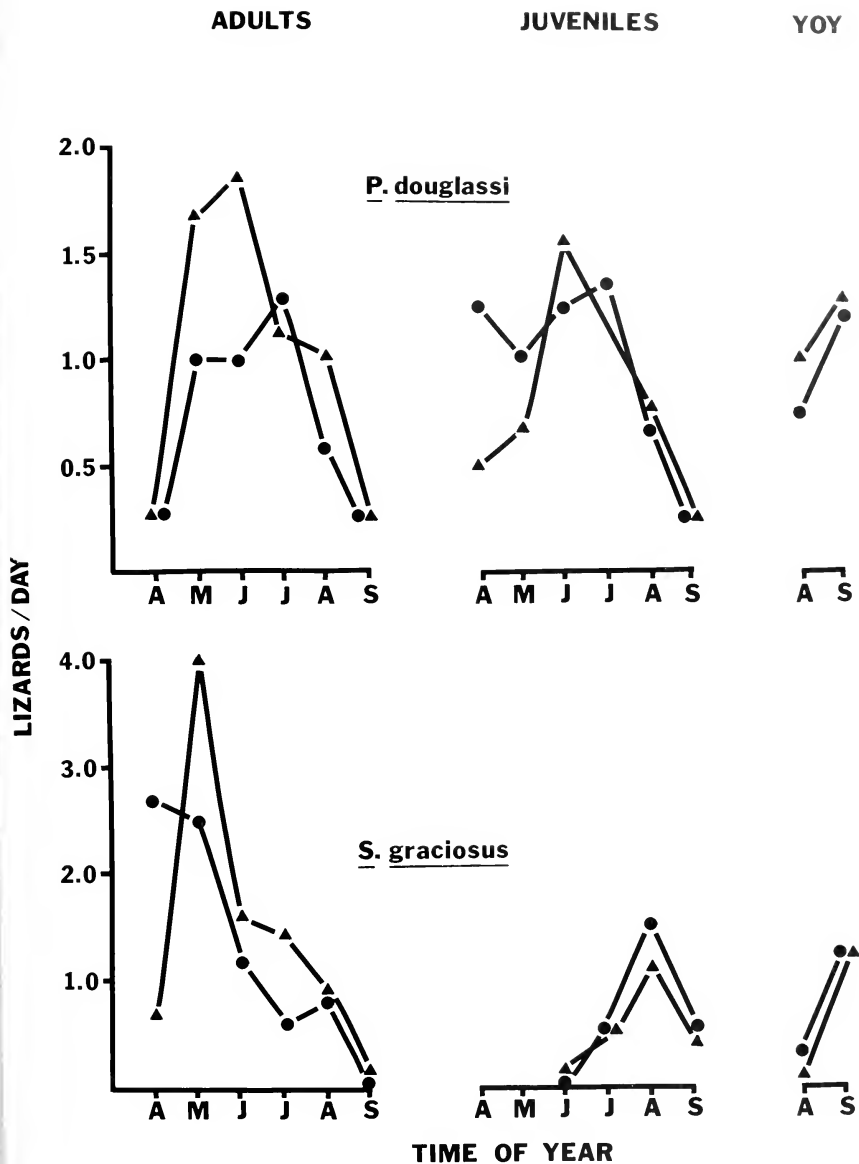 ADULTS JUVENILES YOY
2.0
P. douglassi
1.5
1.0
0.5
A M J J A S A M J J A S A S
LIZARDS/DAY
4.0
3.0
S. graciosus
2.0
1.0
A M J J A S A M J J A S A S
TIME OF YEAR